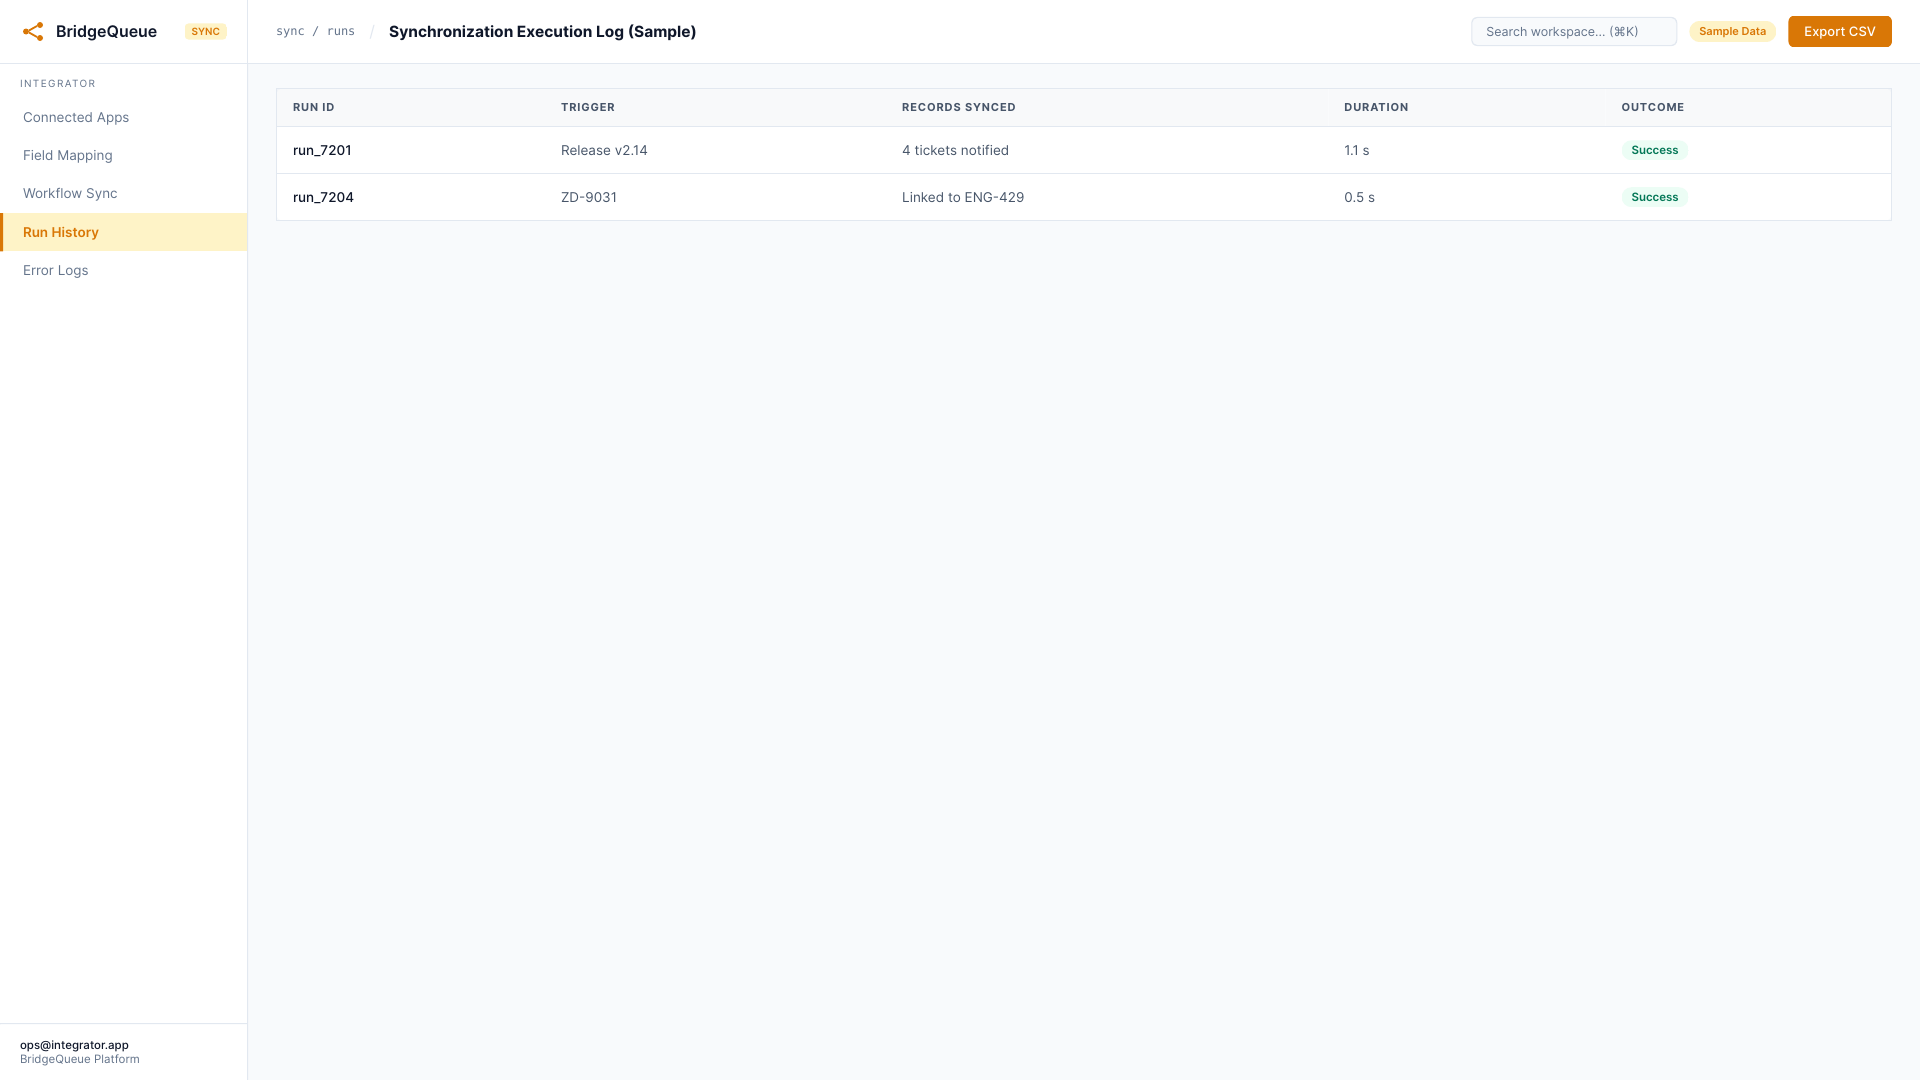 BridgeQueue SYNC
INTEGRATOR
Connected Apps
Field Mapping
Workflow Sync
Run History
Error Logs
ops@integrator.app
BridgeQueue Platform
sync / runs / Synchronization Execution Log (Sample)
Search workspace... (⌘K) Sample Data Export CSV
RUN ID TRIGGER RECORDS SYNCED DURATION OUTCOME
run_7201 Release v2.14 4 tickets notified 1.1 s Success
run_7204 ZD-9031 Linked to ENG-429 0.5 s Success